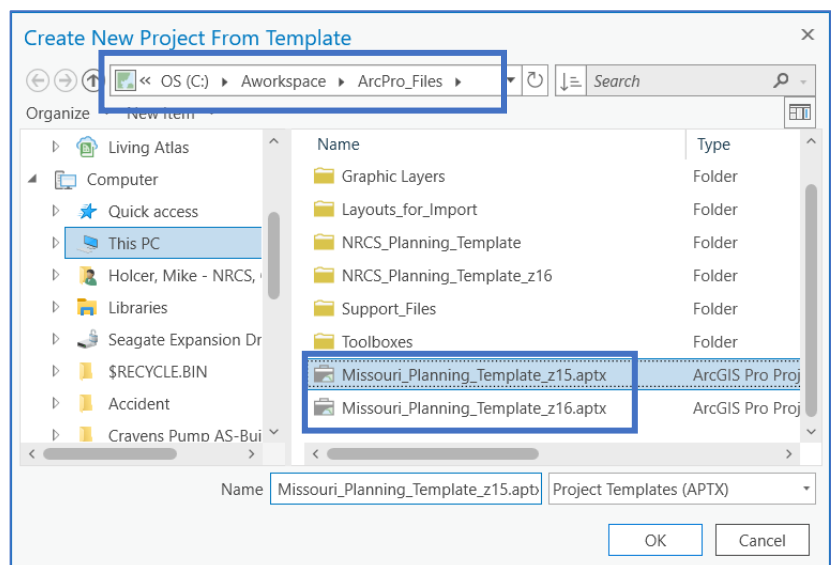 Create New Project From Template
OS (C:) Aworkspace ArcPro_Files
Search
Organize New Item
Living Atlas
Computer
Quick access
This PC
Holcer, Mike - NRCS,
Libraries
Seagate Expansion Dr
$RECYCLE.BIN
Accident
Cravens Pump AS-Bui
Name Type
Graphic Layers Folder
Layouts_for_Import Folder
NRCS_Planning_Template Folder
NRCS_Planning_Template_z16 Folder
Support_Files Folder
Toolboxes Folder
Missouri_Planning_Template_z15.aptx ArcGIS Pro Proj
Missouri_Planning_Template_z16.aptx ArcGIS Pro Proj
Name Missouri_Planning_Template_z15.apt Project Templates (APTX)
OK Cancel